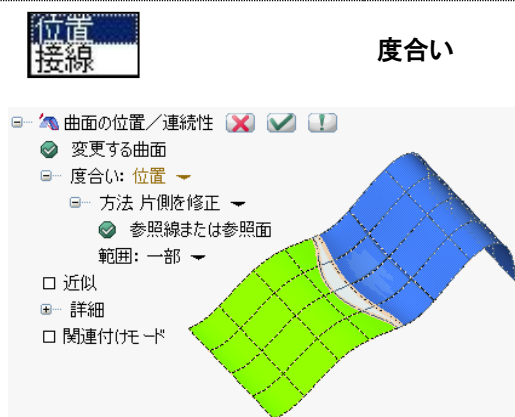 位置
接線
度合い
曲面の位置／連続性
変更する曲面
度合い: 位置
方法 片側を修正
参照線または参照面
範囲: 一部
近似
詳細
関連付けモード